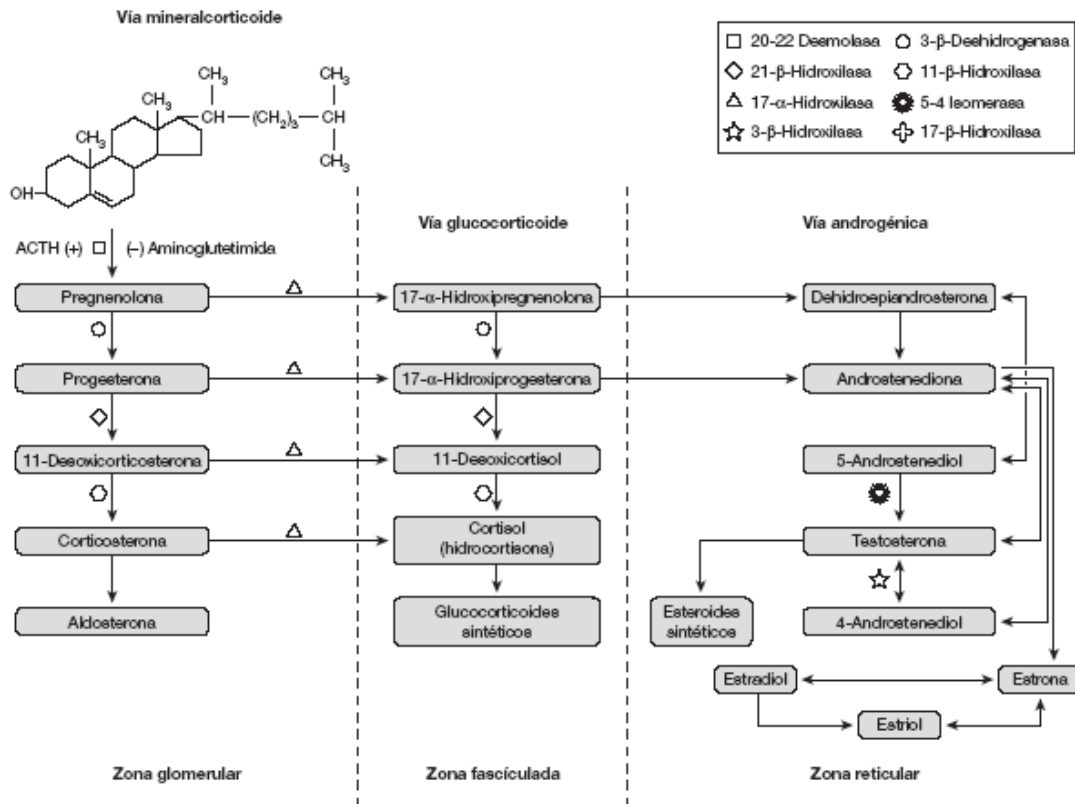 Vía mineralcorticoide
20-22 Desmolasa
3-β-Deshidrogenasa
21-β-Hidroxilasa
11-β-Hidroxilasa
17-α-Hidroxilasa
5-4 Isomerasa
3-β-Hidroxilasa
17-β-Hidroxilasa
CH₃
CH₃
CH₃
CH — (CH₂)₃ — CH
CH₃
CH₃
OH
Vía glucocorticoide
Vía androgénica
ACTH (+)
(–) Aminoglutetimida
Pregnenolona
17-α-Hidroxipregnenolona
Dehidroepiandrosterona
Progesterona
17-α-Hidroxiprogesterona
Androstenediona
11-Desoxicorticosterona
11-Desoxicortisol
5-Androstenediol
Corticosterona
Cortisol
(hidrocortisona)
Testosterona
Aldosterona
Glucocorticoides
sintéticos
Esteroides
sintéticos
4-Androstenediol
Estradiol
Estrona
Estriol
Zona glomerular
Zona fascículada
Zona reticular